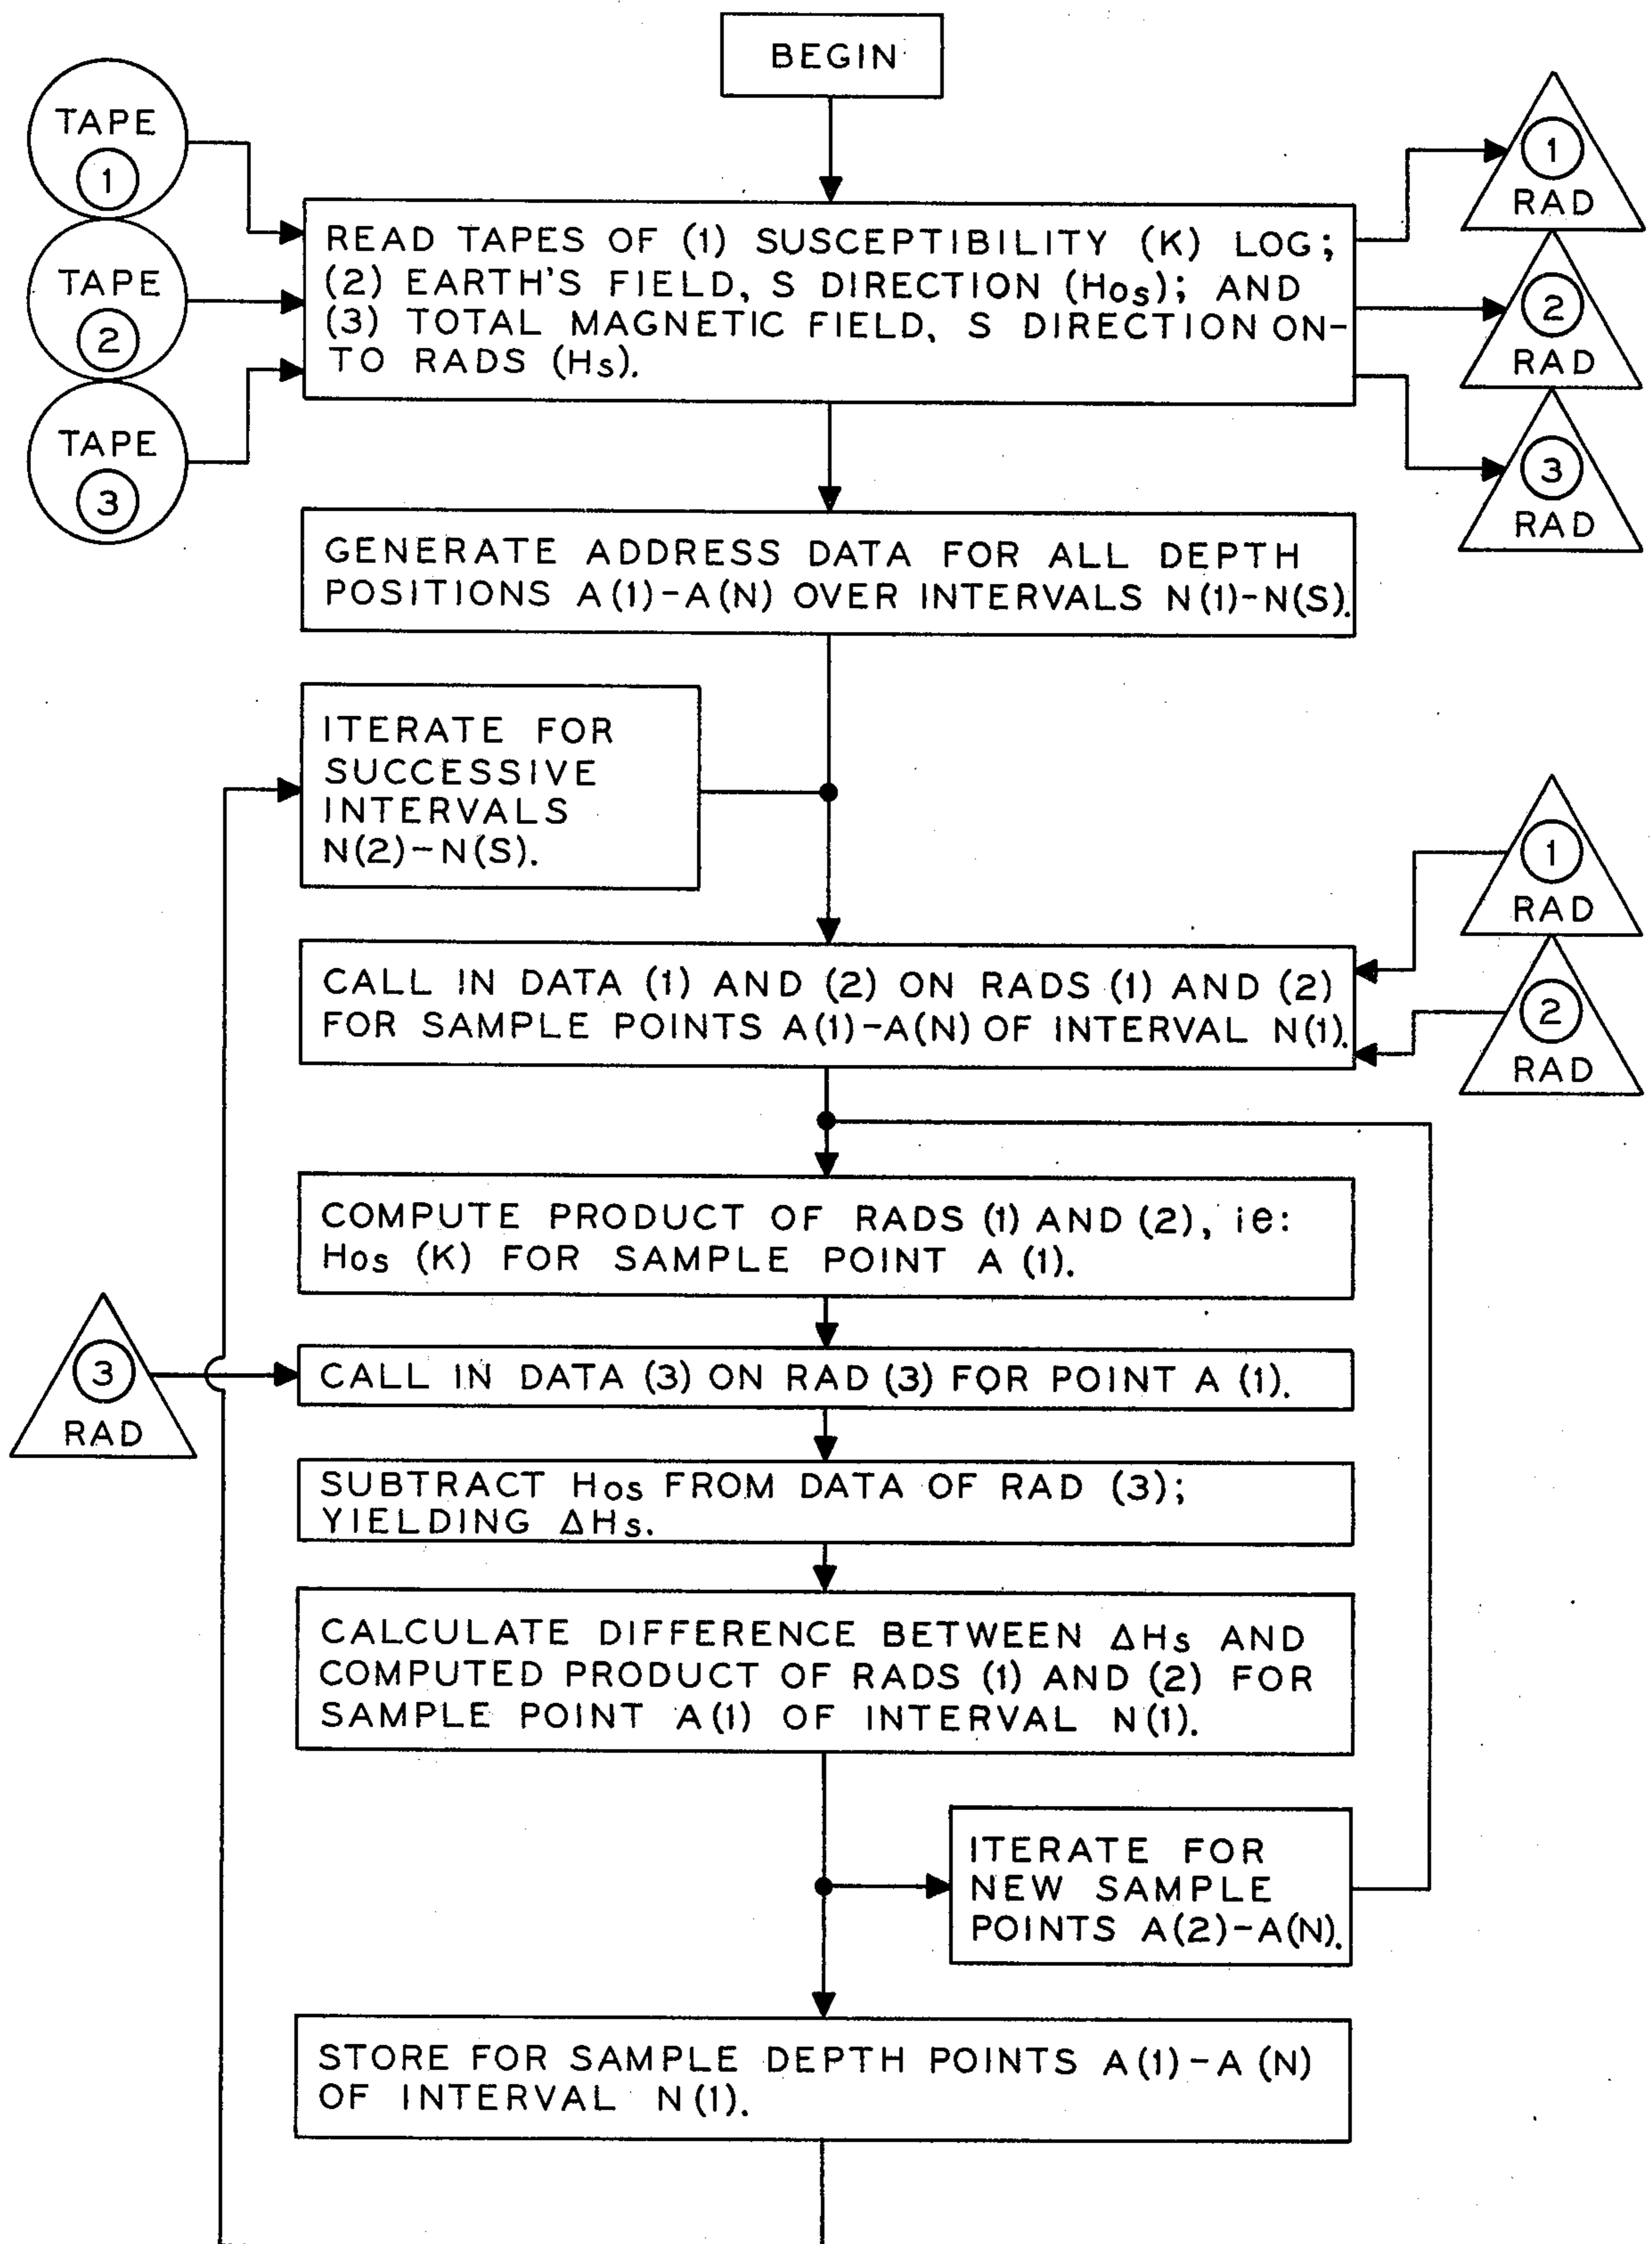 BEGIN
TAPE
1
TAPE
2
TAPE
3
1
RAD
2
RAD
3
RAD
READ TAPES OF (1) SUSCEPTIBILITY (K) LOG;
(2) EARTH'S FIELD, S DIRECTION (Hos); AND
(3) TOTAL MAGNETIC FIELD, S DIRECTION ON-
TO RADS (Hs).
GENERATE ADDRESS DATA FOR ALL DEPTH
POSITIONS A(1)-A(N) OVER INTERVALS N(1)-N(S).
ITERATE FOR
SUCCESSIVE
INTERVALS
N(2)-N(S).
1
RAD
2
RAD
CALL IN DATA (1) AND (2) ON RADS (1) AND (2)
FOR SAMPLE POINTS A(1)-A(N) OF INTERVAL N(1).
COMPUTE PRODUCT OF RADS (1) AND (2), ie:
Hos (K) FOR SAMPLE POINT A (1).
3
RAD
CALL IN DATA (3) ON RAD (3) FOR POINT A (1).
SUBTRACT Hos FROM DATA OF RAD (3);
YIELDING ΔHs.
CALCULATE DIFFERENCE BETWEEN ΔHs AND
COMPUTED PRODUCT OF RADS (1) AND (2) FOR
SAMPLE POINT A(1) OF INTERVAL N(1).
ITERATE FOR
NEW SAMPLE
POINTS A(2)-A(N).
STORE FOR SAMPLE DEPTH POINTS A(1)-A (N)
OF INTERVAL N(1).